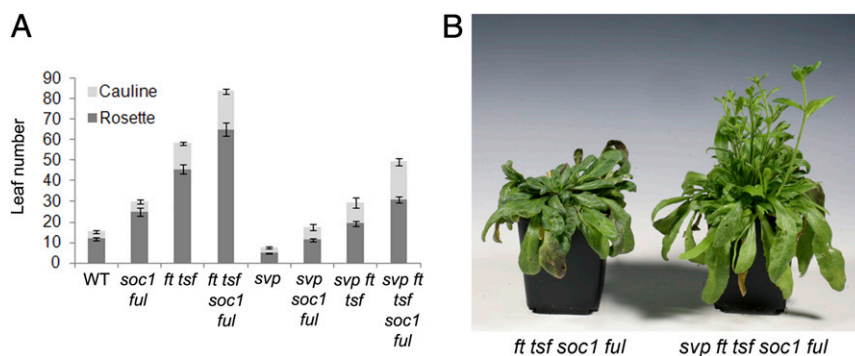 A
B
90
80
70
60
50
40
30
20
10
0
Leaf number
Cauline
Rosette
WT
soc1
ful
ft tsf
ft tsf
soc1
ful
svp
svp
soc1
ful
svp ft
tsf
svp ft
tsf
soc1
ful
ft tsf soc1 ful
svp ft tsf soc1 ful